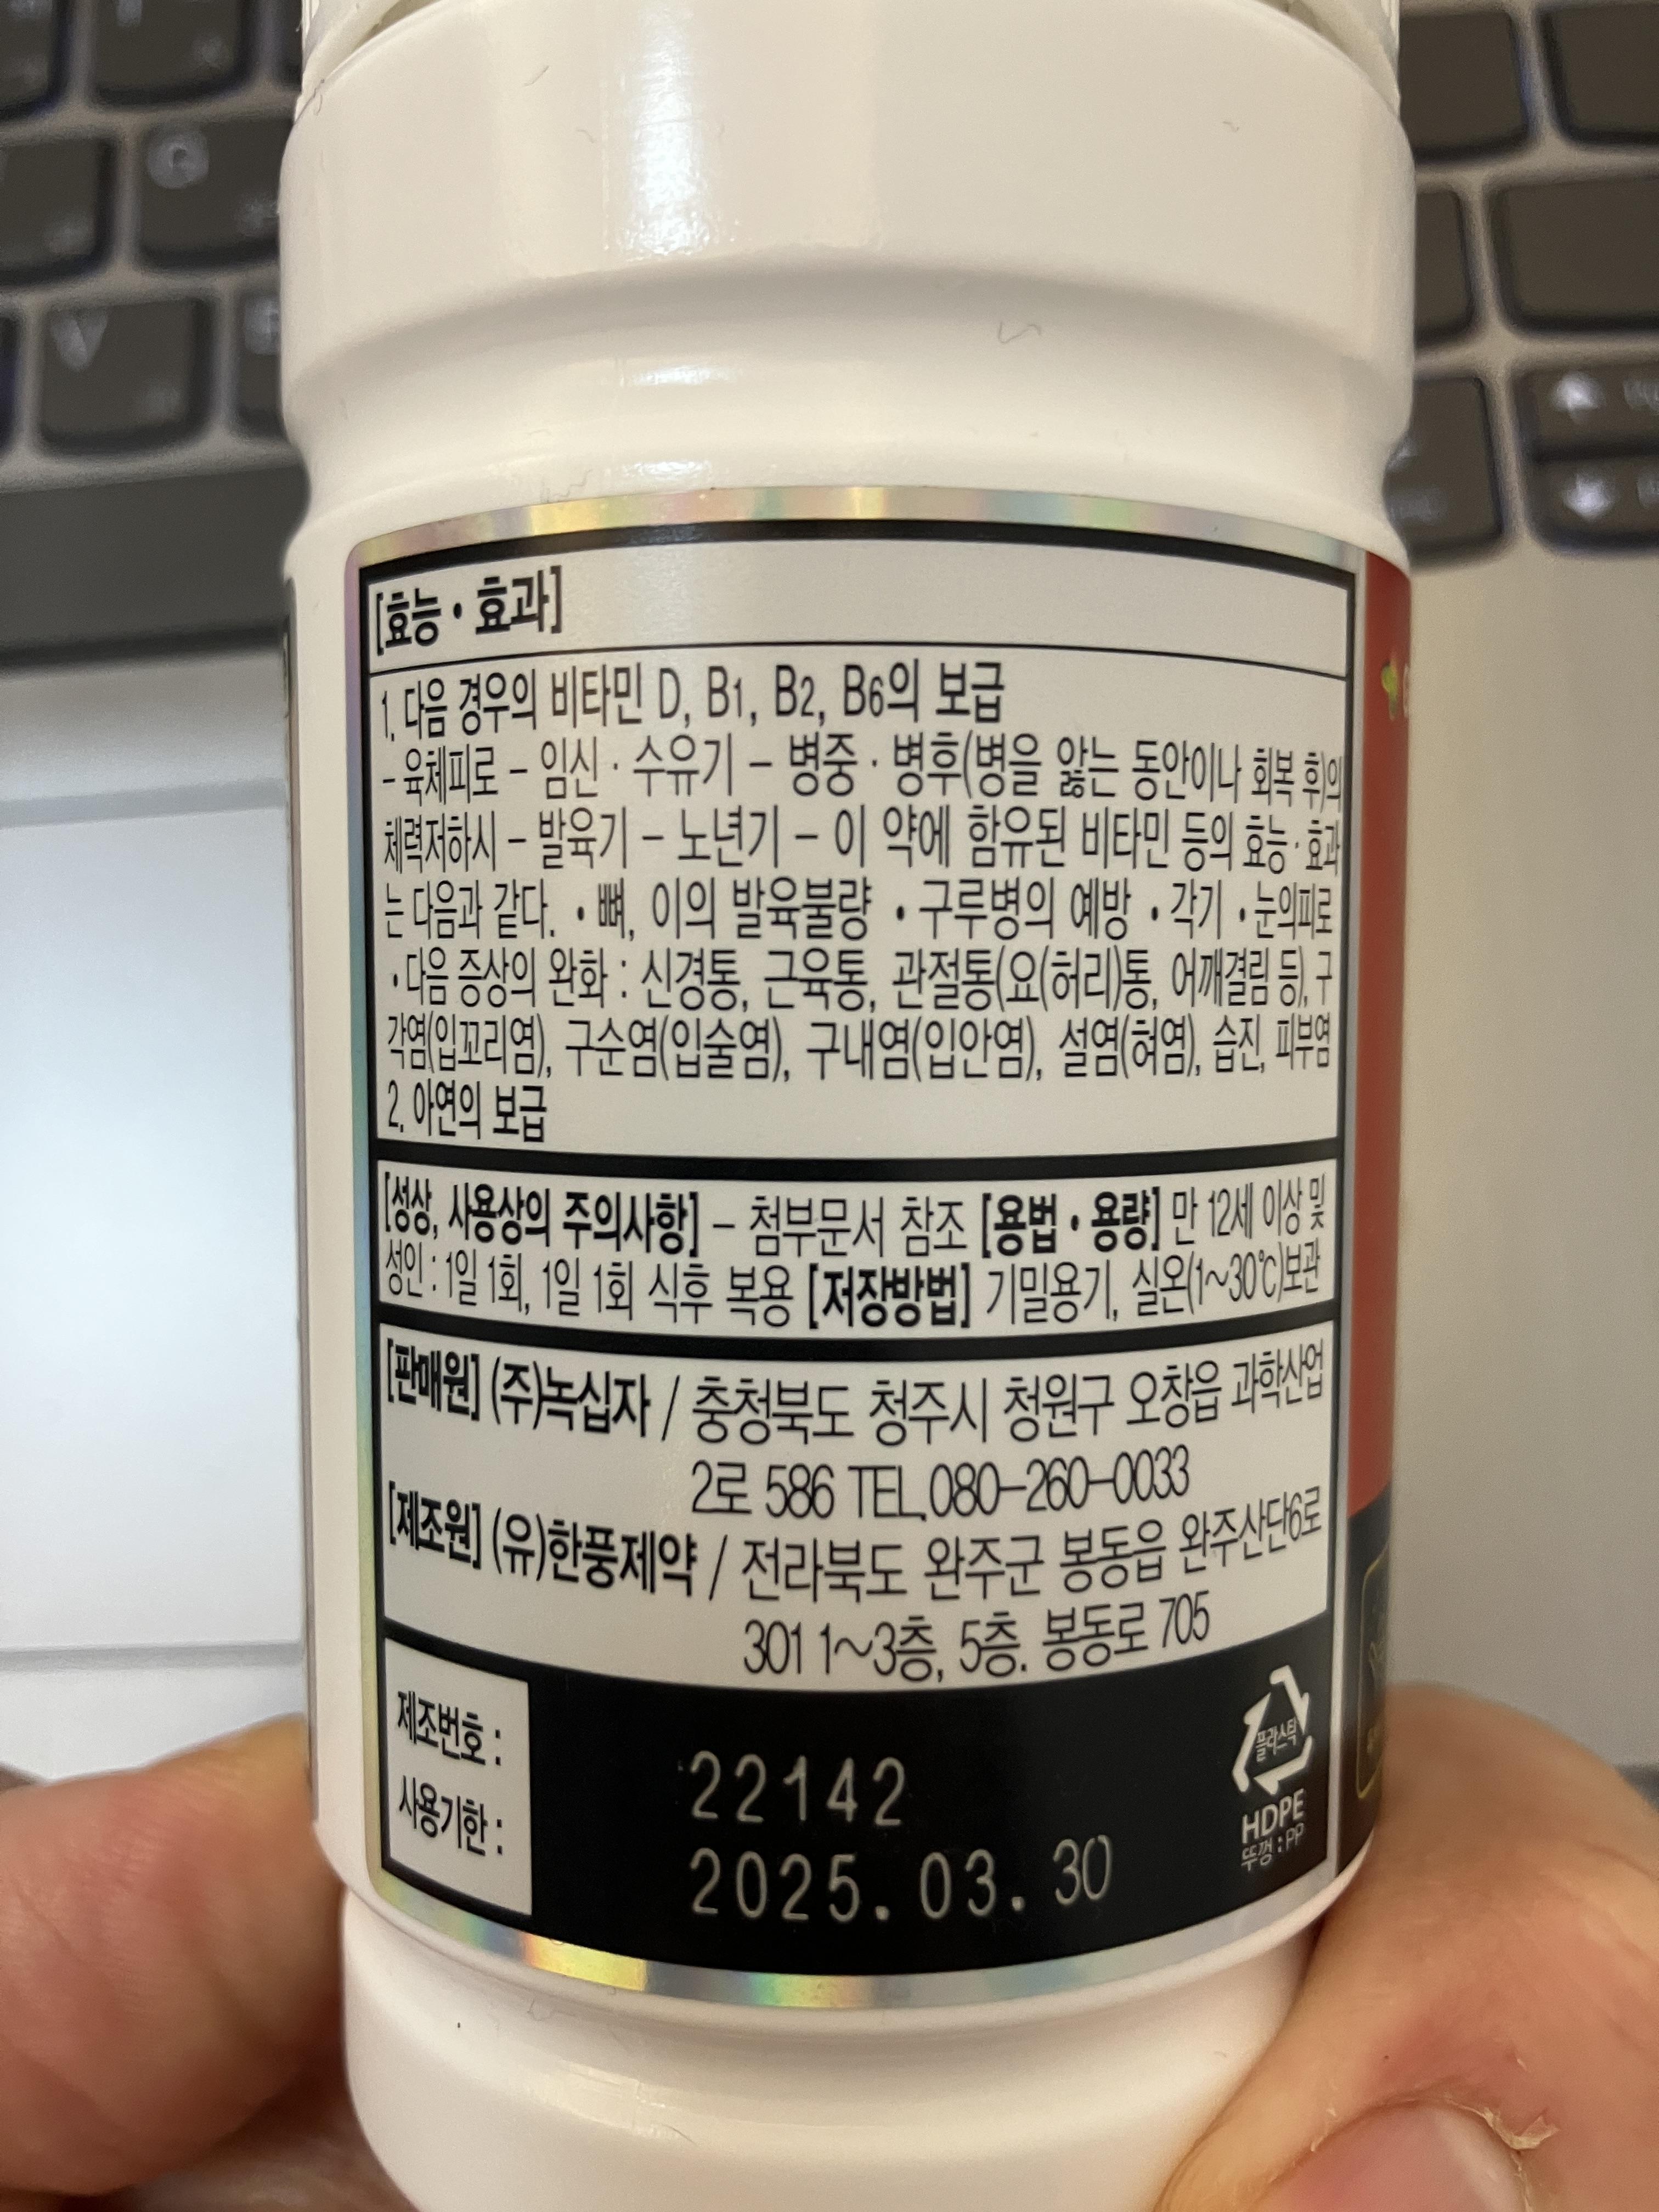 [효능・효과]
1. 다음 경우의 비타민 D, B1, B2, B6의 보급
- 육체피로 - 임신·수유기 - 병중·병후(병을 앓는 동안이나 회복 후)의
체력저하시 - 발육기 - 노년기 - 이 약에 함유된 비타민 등의 효능·효과
는 다음과 같다. •뼈, 이의 발육불량 •구루병의 예방 •각기 •눈의피로
•다음 증상의 완화 : 신경통, 근육통, 관절통(요(허리)통, 어깨결림 등), 구
각염(입꼬리염), 구순염(입술염), 구내염(입안염), 설염(혀염), 습진, 피부염
2. 아연의 보급
[성상, 사용상의 주의사항] - 첨부문서 참조 [용법・용량] 만 12세 이상 및
성인 : 1일 1회, 1일 1회 식후 복용 [저장방법] 기밀용기, 실온(1~30℃)보관
[판매원] (주)녹십자 / 충청북도 청주시 청원구 오창읍 과학산업
2로 586 TEL.080-260-0033
[제조원] (유)한풍제약 / 전라북도 완주군 봉동읍 완주산단6로
301 1~3층, 5층. 봉동로 705
제조번호 : 22142
사용기한 : 2025.03.30
플라스틱
HDPE
뚜껑 : PP
V